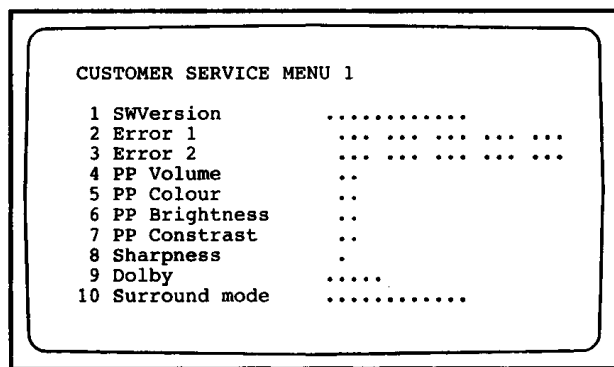 CUSTOMER SERVICE MENU 1
1 SWVersion ............
2 Error 1 ... ... ... ... ...
3 Error 2 ... ... ... ... ...
4 PP Volume ..
5 PP Colour ..
6 PP Brightness ..
7 PP Constrast ..
8 Sharpness .
9 Dolby .....
10 Surround mode ............